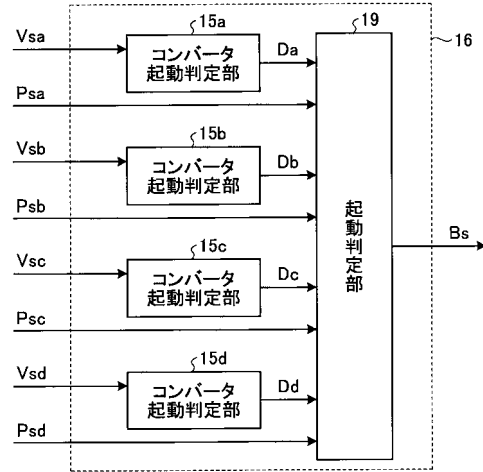 15a
19
16
Vsa
コンバータ
起動判定部
Da
Psa
15b
Vsb
コンバータ
起動判定部
Db
Psb
起動判定部
Bs
15c
Vsc
コンバータ
起動判定部
Dc
Psc
15d
Vsd
コンバータ
起動判定部
Dd
Psd